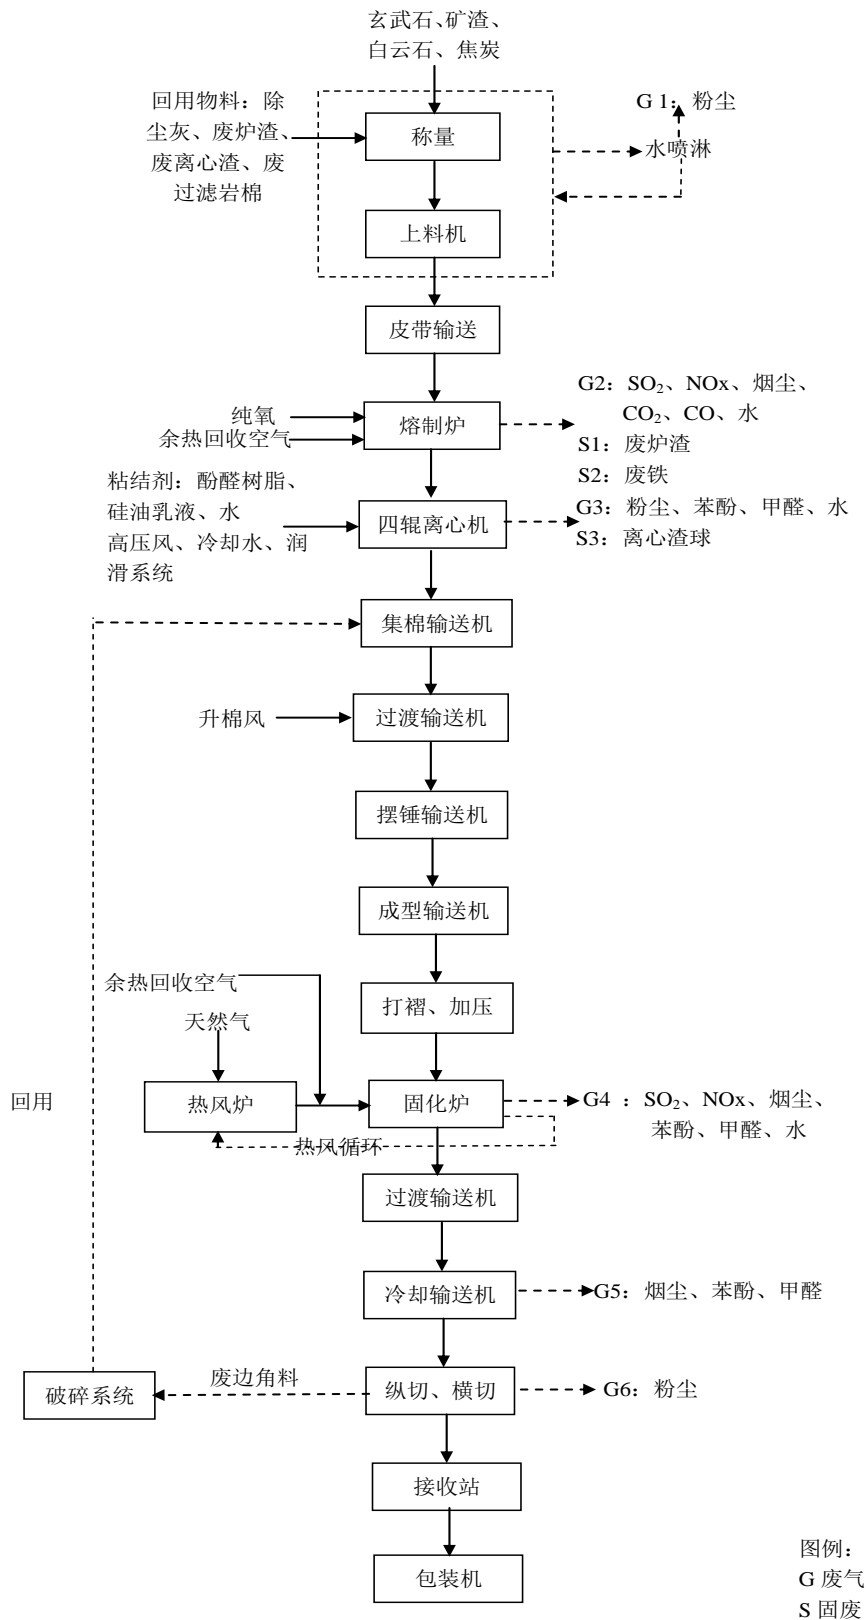 玄武石、矿渣、
白云石、焦炭
回用物料：除
尘灰、废炉渣、
废离心渣、废
过滤岩棉
称量
G 1：粉尘
水喷淋
上料机
皮带输送
纯氧
余热回收空气
熔制炉
G2：SO₂、NOx、烟尘、
CO₂、CO、水
S1：废炉渣
S2：废铁
粘结剂：酚醛树脂、
硅油乳液、水
高压风、冷却水、润
滑系统
四辊离心机
G3：粉尘、苯酚、甲醛、水
S3：离心渣球
集棉输送机
升棉风
过渡输送机
摆锤输送机
成型输送机
余热回收空气
打褶、加压
天然气
回用
热风炉
固化炉
G4 ：SO₂、NOx、烟尘、
苯酚、甲醛、水
热风循环
过渡输送机
冷却输送机
G5：烟尘、苯酚、甲醛
破碎系统
废边角料
纵切、横切
G6：粉尘
接收站
包装机
图例：
G 废气
S 固废